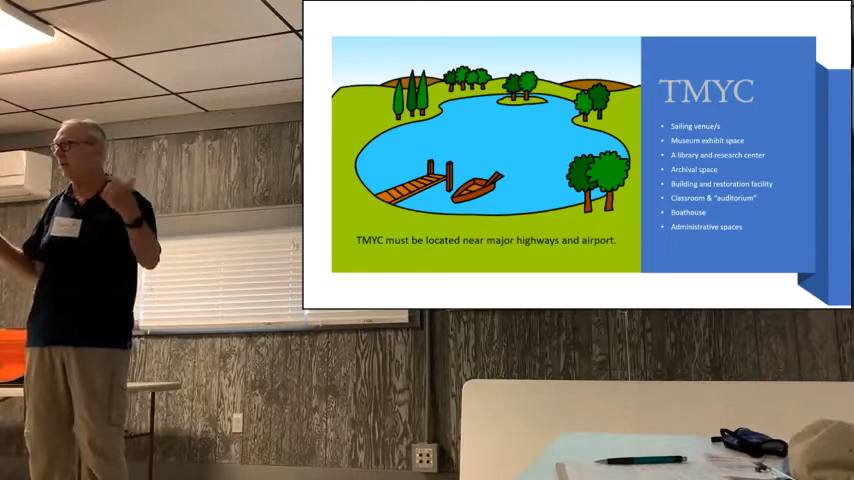 TMYC
• Sailing venue/s
• Museum exhibit space
• A library and research center
• Archival space
• Building and restoration facility
• Classroom & “auditorium”
• Boathouse
• Administrative spaces
TMYC must be located near major highways and airport.